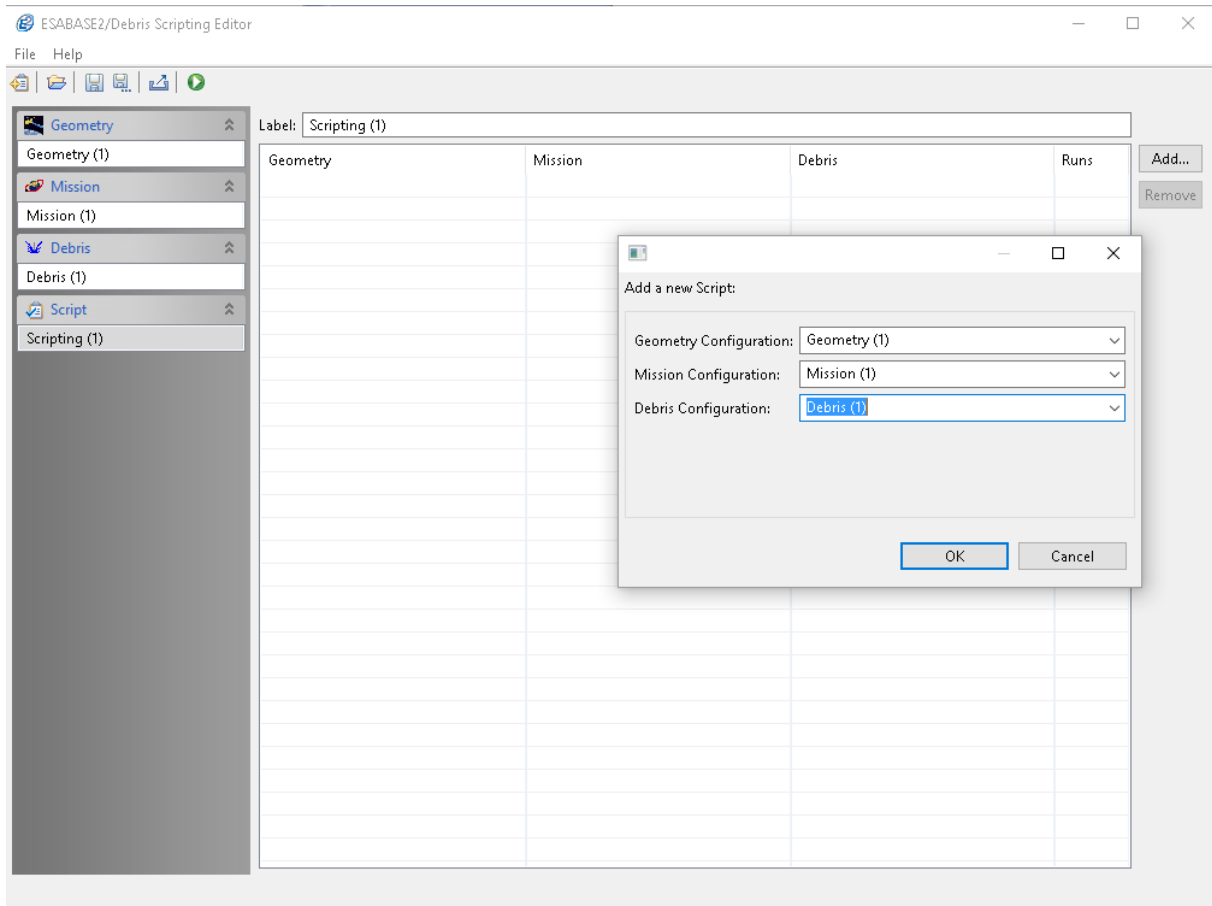 ESABASE2/Debris Scripting Editor
File Help
Geometry
Geometry (1)
Mission
Mission (1)
Debris
Debris (1)
Script
Scripting (1)
Label: Scripting (1)
Geometry Mission Debris Runs
Add...
Remove
Add a new Script:
Geometry Configuration: Geometry (1)
Mission Configuration: Mission (1)
Debris Configuration: Debris (1)
OK Cancel